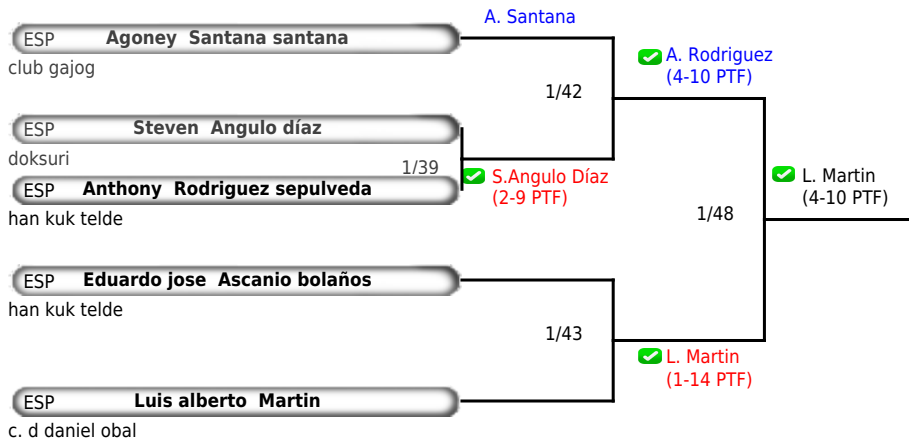 A. Santana
ESP Agoney Santana santana
club gajog
A. Rodriguez
(4-10 PTF)
1/42
ESP Steven Angulo díaz
doksuri
1/39
S.Angulo Díaz
(2-9 PTF)
ESP Anthony Rodriguez sepulveda
han kuk telde
L. Martin
(4-10 PTF)
1/48
ESP Eduardo jose Ascanio bolaños
han kuk telde
1/43
L. Martin
(1-14 PTF)
ESP Luis alberto Martin
c. d daniel obal